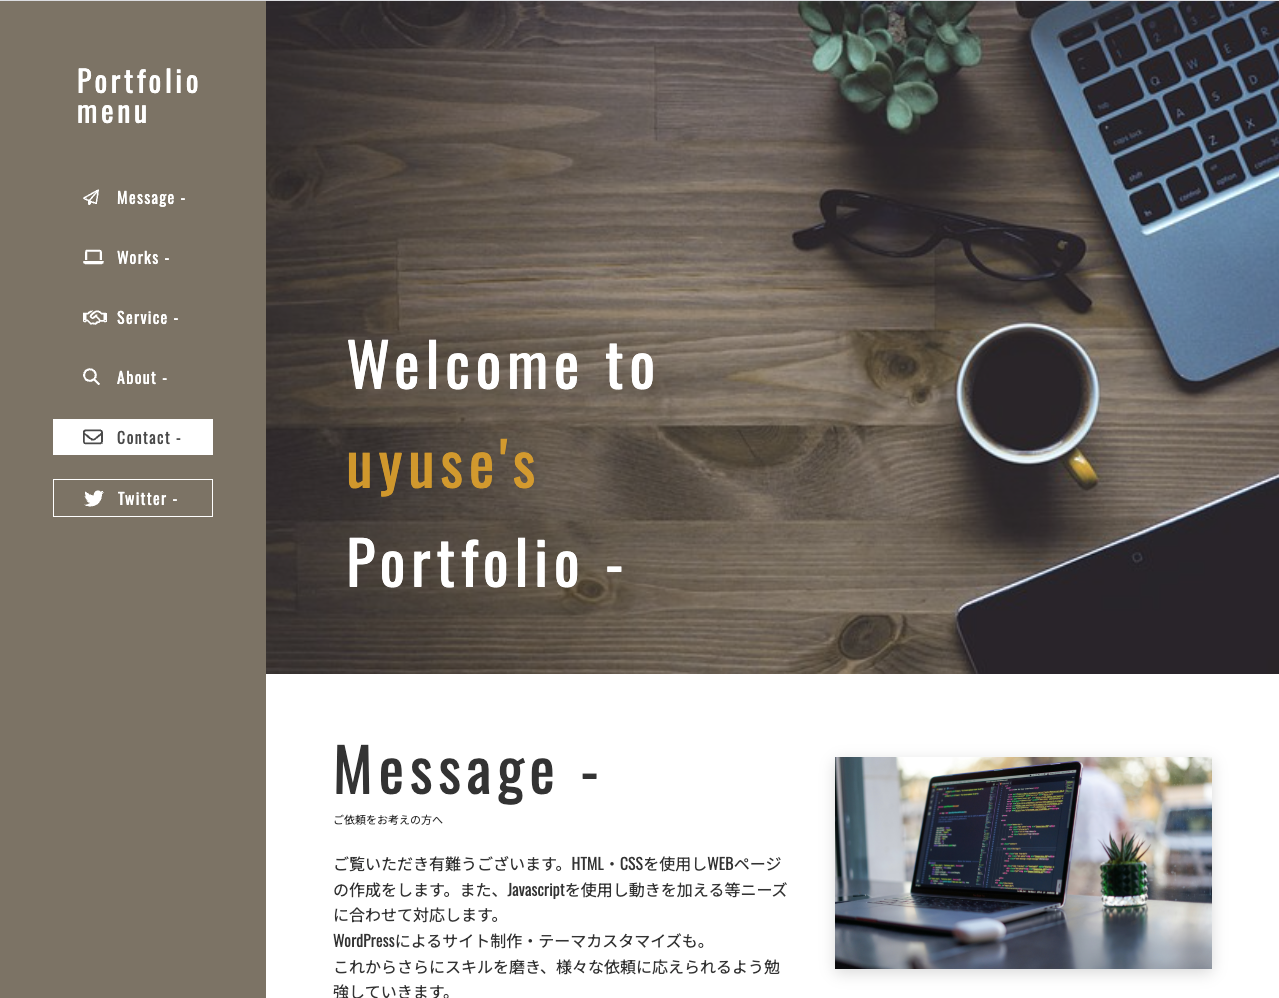 Portfolio
menu
Message -
Works -
Service -
About -
Contact -
Twitter -
Welcome to
uyuse's
Portfolio -
Message -
ご依頼をお考えの方へ
ご覧いただき有難うございます。HTML・CSSを使用しWEBページ
の作成をします。また、Javascriptを使用し動きを加える等ニーズ
に合わせて対応します。
WordPressによるサイト制作・テーマカスタマイズも。
これからさらにスキルを磨き、様々な依頼に応えられるよう勉
強していきます。